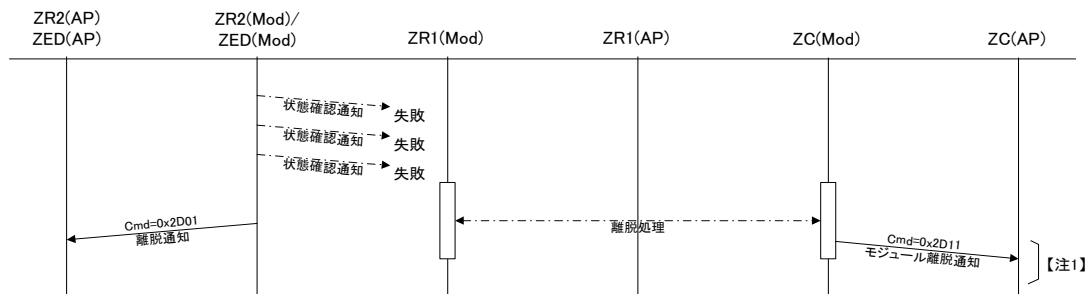 ZR2(AP)
ZED(AP)
ZR2(Mod)/
ZED(Mod)
ZR1(Mod)
ZR1(AP)
ZC(Mod)
ZC(AP)
状態確認通知
失敗
状態確認通知
失敗
状態確認通知
失敗
Cmd=0x2D01
離脱通知
離脱処理
Cmd=0x2D11
モジュール離脱通知
【注1】